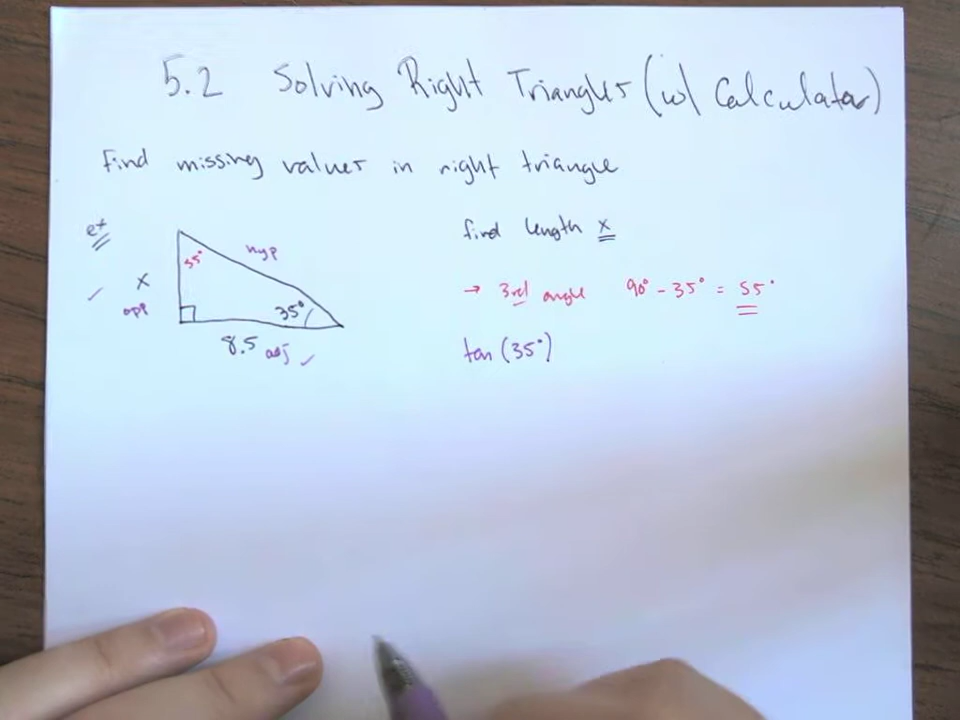 5.2 Solving Right Triangles (w/ Calculator)
Find missing values in right triangle
ex
find length x
hyp
55°
x
opp
35°
8.5 adj
→ 3rd angle 90° - 35° = 55°
tan (35°)